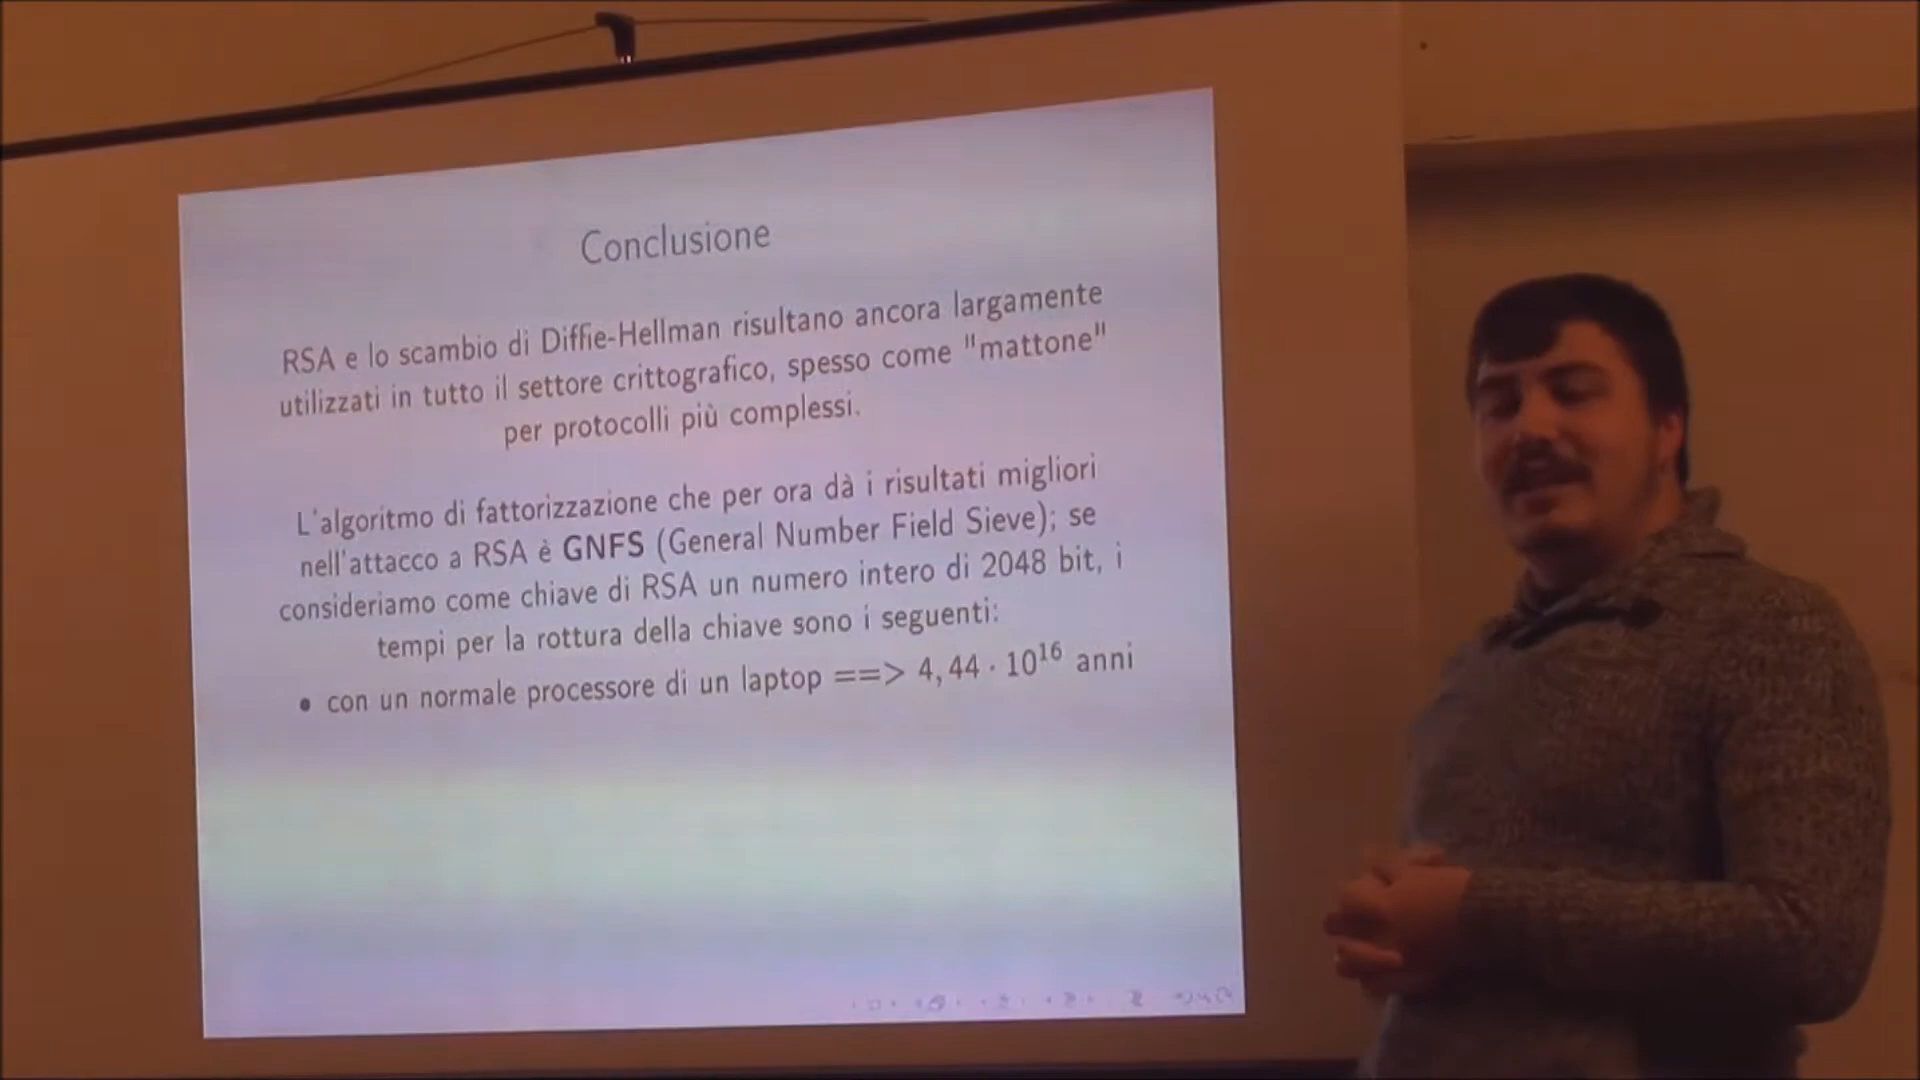 Conclusione
RSA e lo scambio di Diffie-Hellman risultano ancora largamente
utilizzati in tutto il settore crittografico, spesso come "mattone"
per protocolli più complessi.
L'algoritmo di fattorizzazione che per ora dà i risultati migliori
nell'attacco a RSA è GNFS (General Number Field Sieve); se
consideriamo come chiave di RSA un numero intero di 2048 bit, i
tempi per la rottura della chiave sono i seguenti:
• con un normale processore di un laptop ==> 4,44 · 10¹⁶ anni